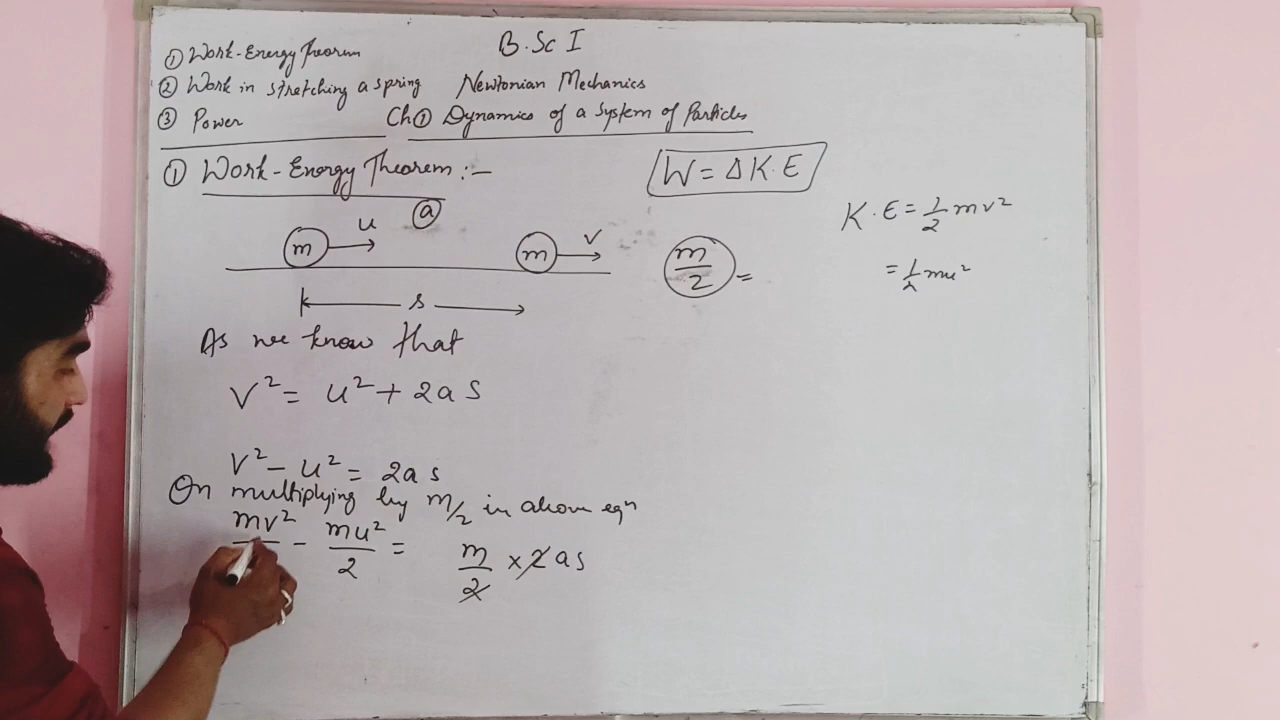 ① Work-Energy Theorem
B.Sc I
② Work in stretching a spring
Newtonian Mechanics
③ Power
Ch① Dynamics of a System of Particles
① Work-Energy Theorem :-
W = Δ K.E
K.E = 1/2 mv²
= 1/2 mu²
ⓐ
m → u
m → v
s
m/2 =
As we know that
v² = u² + 2as
v² - u² = 2as
On multiplying by m/2 in above eqn
mv² - mu²/2 = m/2 × 2as